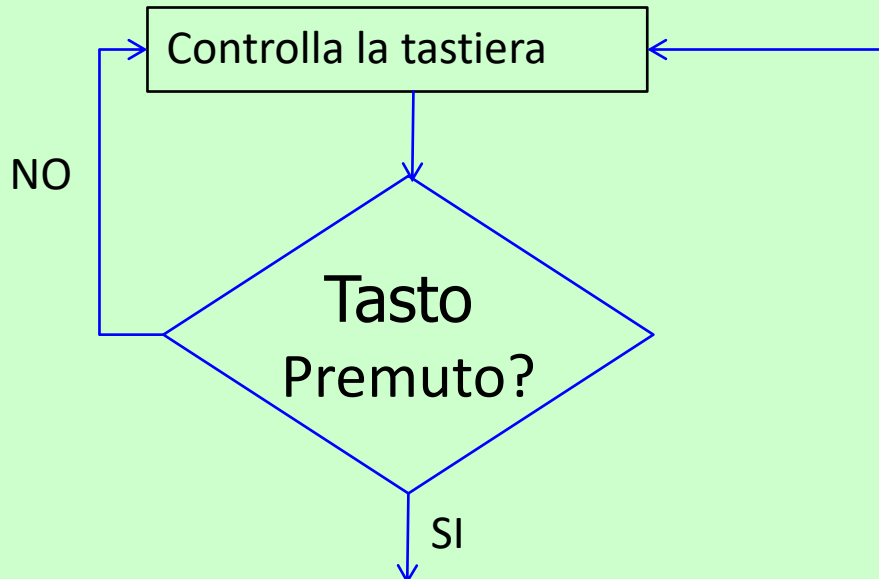 Controlla la tastiera
NO
Tasto
Premuto?
SI